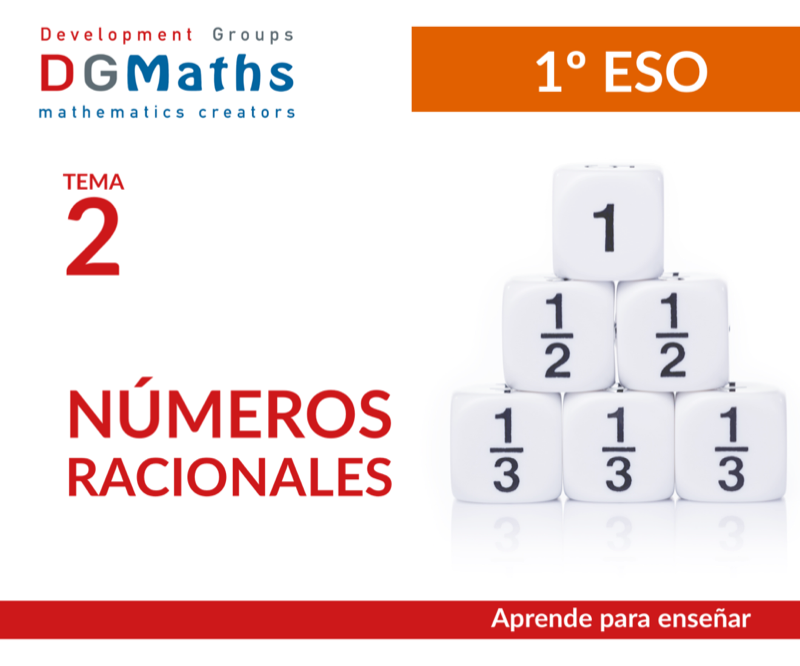 Development Groups
DGMaths
mathematics creators
1º ESO
TEMA
2
NÚMEROS
RACIONALES
1
1/2 1/2
1/3 1/3 1/3
Aprende para enseñar